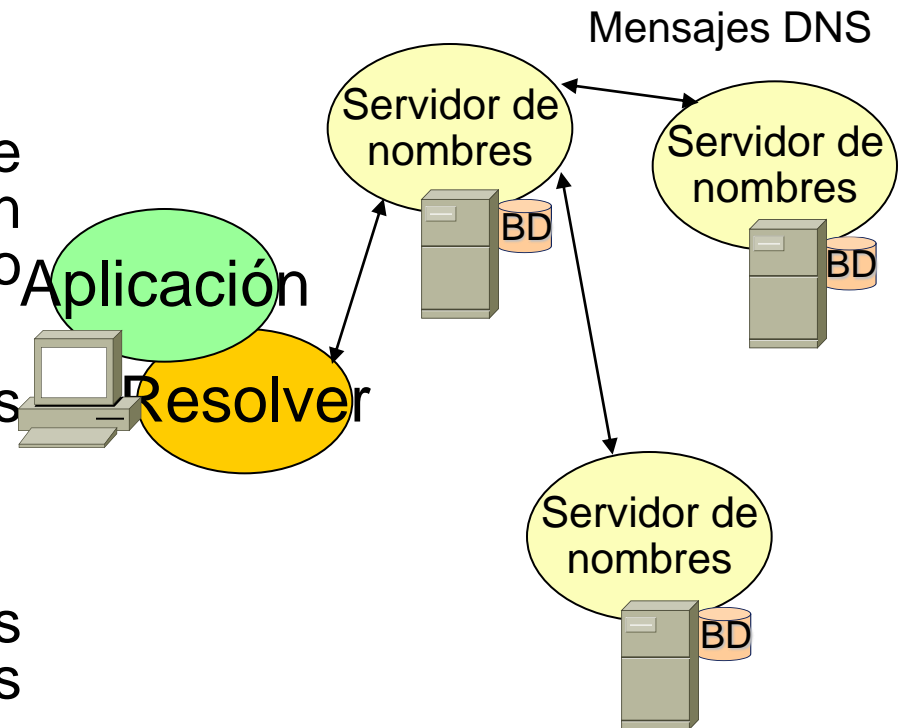 Mensajes DNS
Servidor de
nombres
BD
Servidor de
nombres
BD
e
n
o
Aplicación
s
Resolver
Servidor de
nombres
BD
s
s